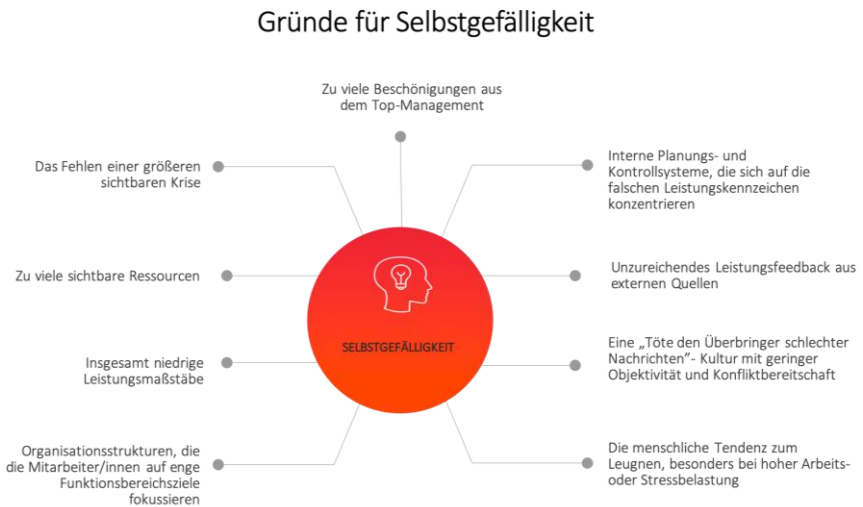 Gründe für Selbstgefälligkeit
Zu viele Beschönigungen aus
dem Top-Management
Das Fehlen einer größeren
sichtbaren Krise
Zu viele sichtbare Ressourcen
Insgesamt niedrige
Leistungsmaßstäbe
Organisationsstrukturen, die
die Mitarbeiter/innen auf enge
Funktionsbereichsziele
fokussieren
SELBSTGEFÄLLIGKEIT
Interne Planungs- und
Kontrollsysteme, die sich auf die
falschen Leistungskennzeichen
konzentrieren
Unzureichendes Leistungsfeedback aus
externen Quellen
Eine „Töte den Überbringer schlechter
Nachrichten”- Kultur mit geringer
Objektivität und Konfliktbereitschaft
Die menschliche Tendenz zum
Leugnen, besonders bei hoher Arbeits-
oder Stressbelastung